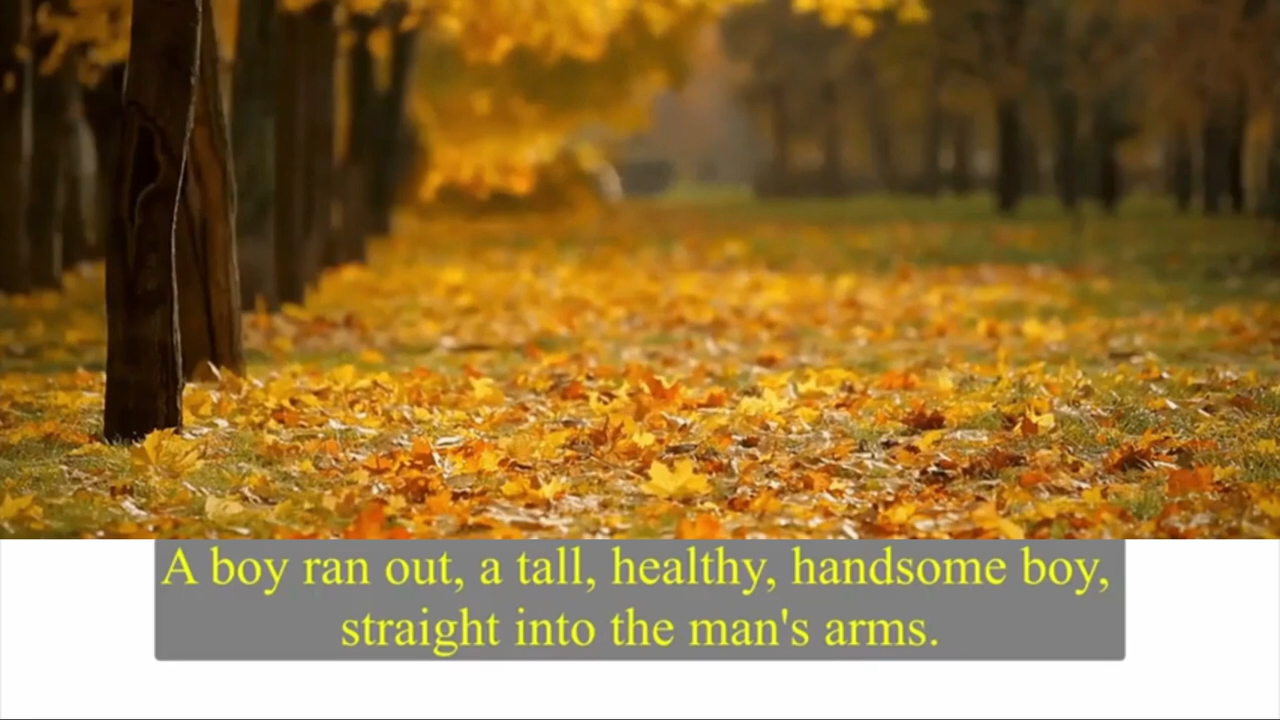 A boy ran out, a tall, healthy, handsome boy,
straight into the man's arms.